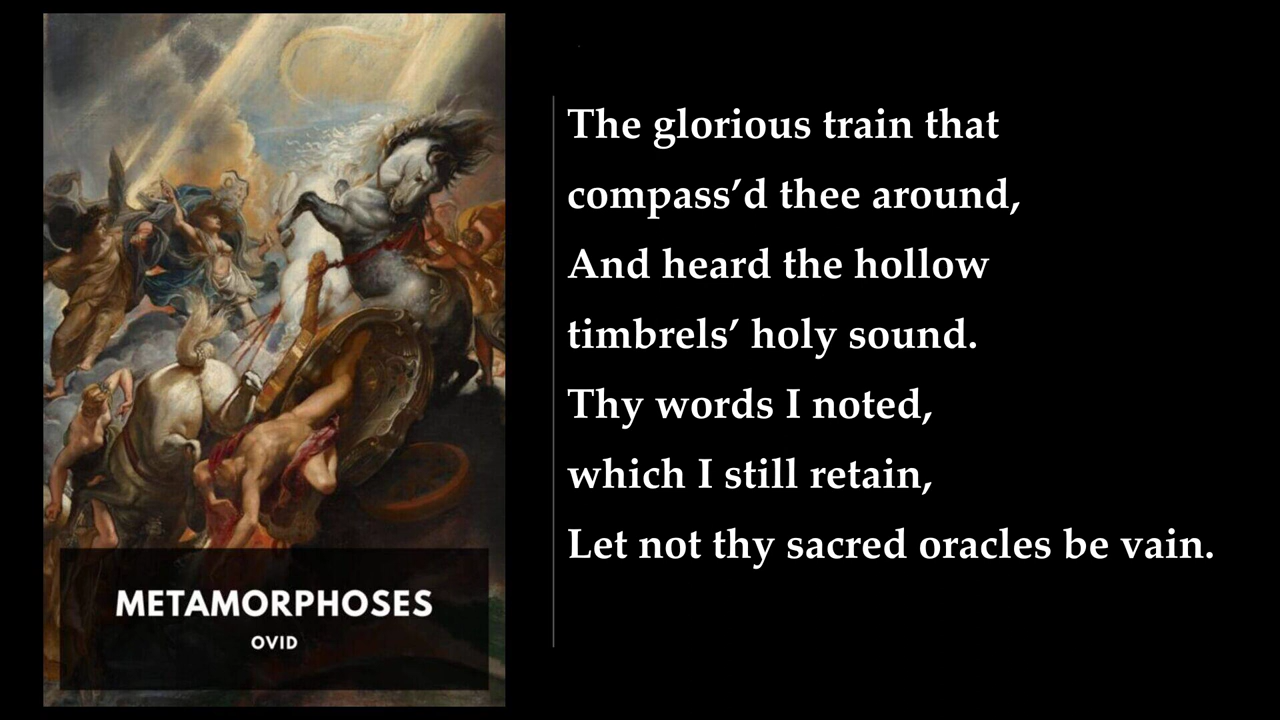 METAMORPHOSES
OVID
The glorious train that
compass’d thee around,
And heard the hollow
timbrels’ holy sound.
Thy words I noted,
which I still retain,
Let not thy sacred oracles be vain.